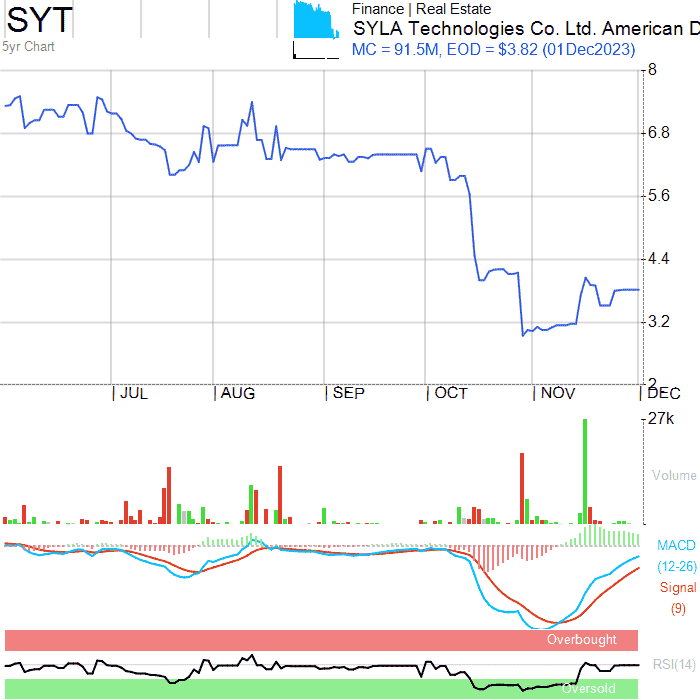 SYT
5yr Chart
Finance | Real Estate
SYLA Technologies Co. Ltd. American D
MC = 91.5M, EOD = $3.82 (01Dec2023)
8
6.8
5.6
4.4
3.2
2
JUL
AUG
SEP
OCT
NOV
DEC
27k
Volume
MACD
(12-26)
Signal
(9)
Overbought
RSI(14)
Oversold